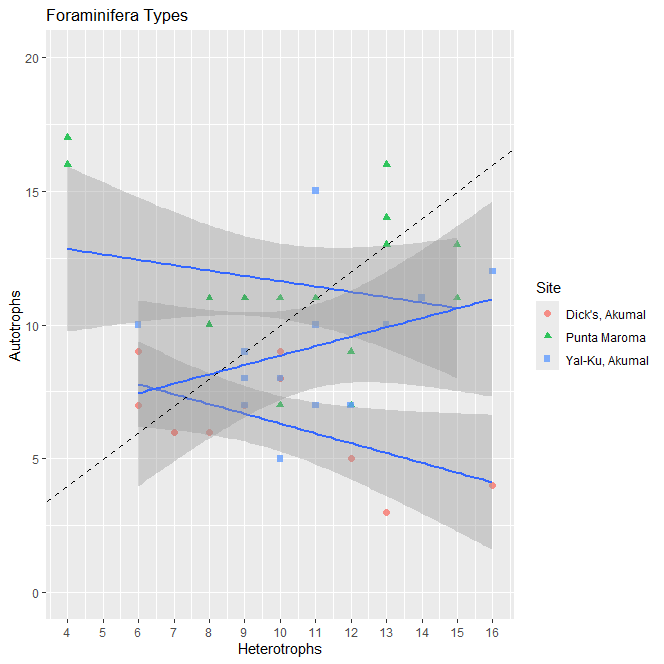 Foraminifera Types
20
15
10
5
0
Autotrophs
4 5 6 7 8 9 10 11 12 13 14 15 16
Heterotrophs
Site
Dick's, Akumal
Punta Maroma
Yal-Ku, Akumal